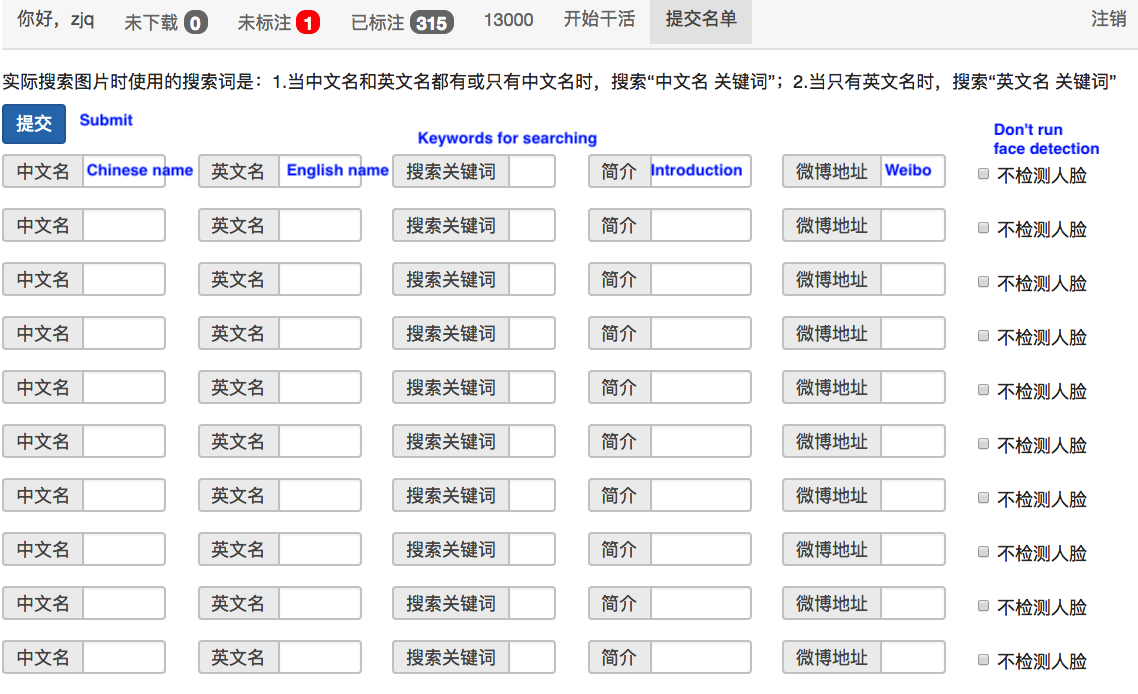 你好，zjq 未下载 0 未标注 1 已标注 315 13000 开始干活 提交名单 注销
实际搜索图片时使用的搜索词是：1.当中文名和英文名都有或只有中文名时，搜索“中文名 关键词”；2.当只有英文名时，搜索“英文名 关键词”
提交 Submit
Keywords for searching
Don't run
face detection
中文名 Chinese name 英文名 English name 搜索关键词 简介 Introduction 微博地址 Weibo 不检测人脸
中文名 英文名 搜索关键词 简介 微博地址 不检测人脸
中文名 英文名 搜索关键词 简介 微博地址 不检测人脸
中文名 英文名 搜索关键词 简介 微博地址 不检测人脸
中文名 英文名 搜索关键词 简介 微博地址 不检测人脸
中文名 英文名 搜索关键词 简介 微博地址 不检测人脸
中文名 英文名 搜索关键词 简介 微博地址 不检测人脸
中文名 英文名 搜索关键词 简介 微博地址 不检测人脸
中文名 英文名 搜索关键词 简介 微博地址 不检测人脸
中文名 英文名 搜索关键词 简介 微博地址 不检测人脸